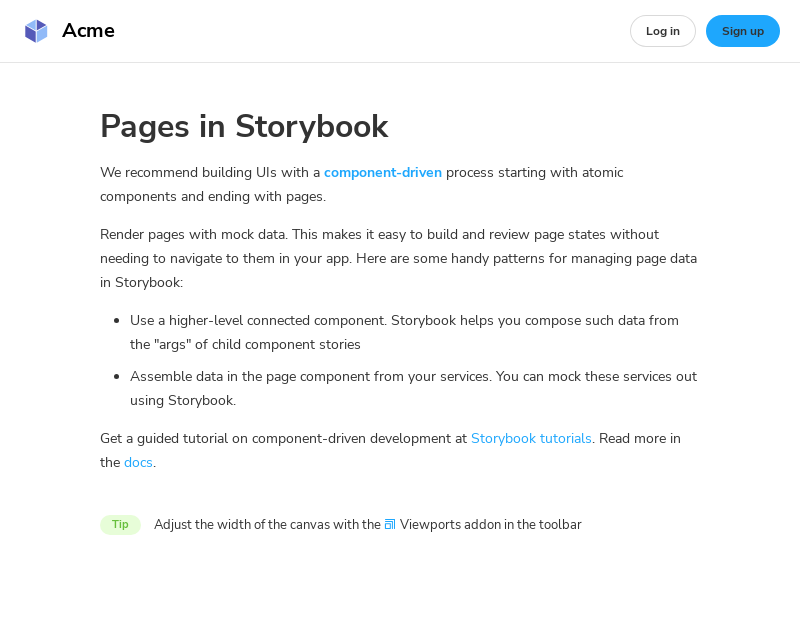 Acme
Log in
Sign up
Pages in Storybook
We recommend building UIs with a component-driven process starting with atomic
components and ending with pages.
Render pages with mock data. This makes it easy to build and review page states without
needing to navigate to them in your app. Here are some handy patterns for managing page data
in Storybook:
Use a higher-level connected component. Storybook helps you compose such data from
the "args" of child component stories
Assemble data in the page component from your services. You can mock these services out
using Storybook.
Get a guided tutorial on component-driven development at Storybook tutorials. Read more in
the docs.
Tip Adjust the width of the canvas with the Viewports addon in the toolbar